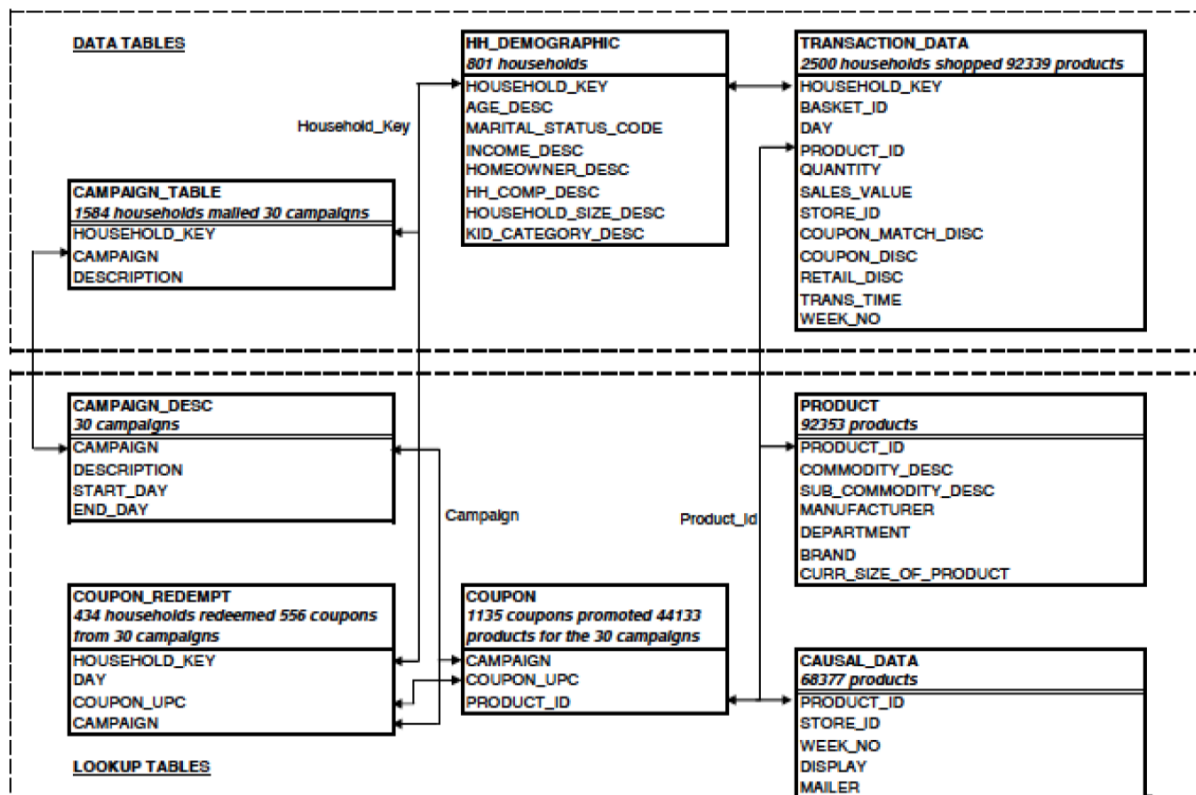 DATA TABLES
HH_DEMOGRAPHIC
801 households
HOUSEHOLD_KEY
AGE_DESC
MARITAL_STATUS_CODE
INCOME_DESC
HOMEOWNER_DESC
HH_COMP_DESC
HOUSEHOLD_SIZE_DESC
KID_CATEGORY_DESC
TRANSACTION_DATA
2500 households shopped 92339 products
HOUSEHOLD_KEY
BASKET_ID
DAY
PRODUCT_ID
QUANTITY
SALES_VALUE
STORE_ID
COUPON_MATCH_DISC
COUPON_DISC
RETAIL_DISC
TRANS_TIME
WEEK_NO
Household_Key
CAMPAIGN_TABLE
1584 households mailed 30 campaigns
HOUSEHOLD_KEY
CAMPAIGN
DESCRIPTION
CAMPAIGN_DESC
30 campaigns
CAMPAIGN
DESCRIPTION
START_DAY
END_DAY
Campaign
Product_Id
PRODUCT
92353 products
PRODUCT_ID
COMMODITY_DESC
SUB_COMMODITY_DESC
MANUFACTURER
DEPARTMENT
BRAND
CURR_SIZE_OF_PRODUCT
COUPON_REDEMPT
434 households redeemed 556 coupons
from 30 campaigns
HOUSEHOLD_KEY
DAY
COUPON_UPC
CAMPAIGN
COUPON
1135 coupons promoted 44133
products for the 30 campaigns
CAMPAIGN
COUPON_UPC
PRODUCT_ID
CAUSAL_DATA
68377 products
PRODUCT_ID
STORE_ID
WEEK_NO
DISPLAY
MAILER
LOOKUP TABLES